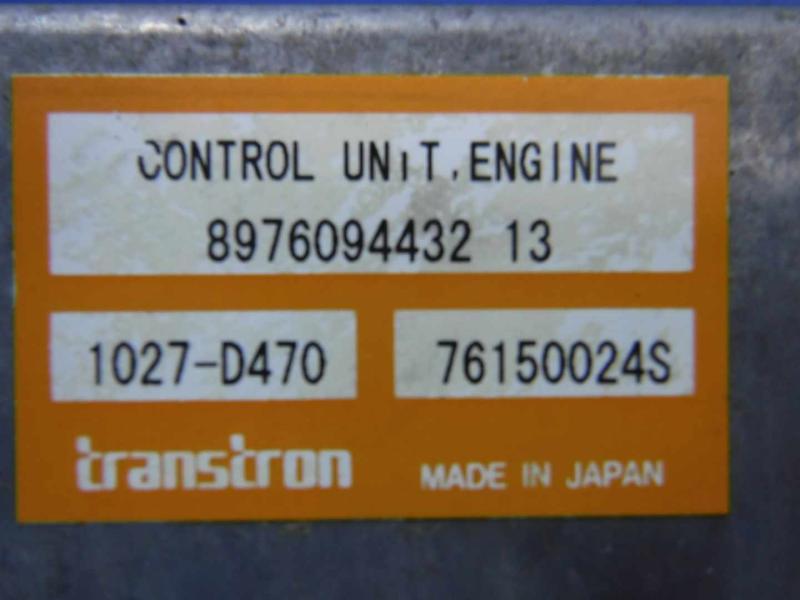 CONTROL UNIT, ENGINE
8976094432 13
1027-D470 76150024S
transtron MADE IN JAPAN